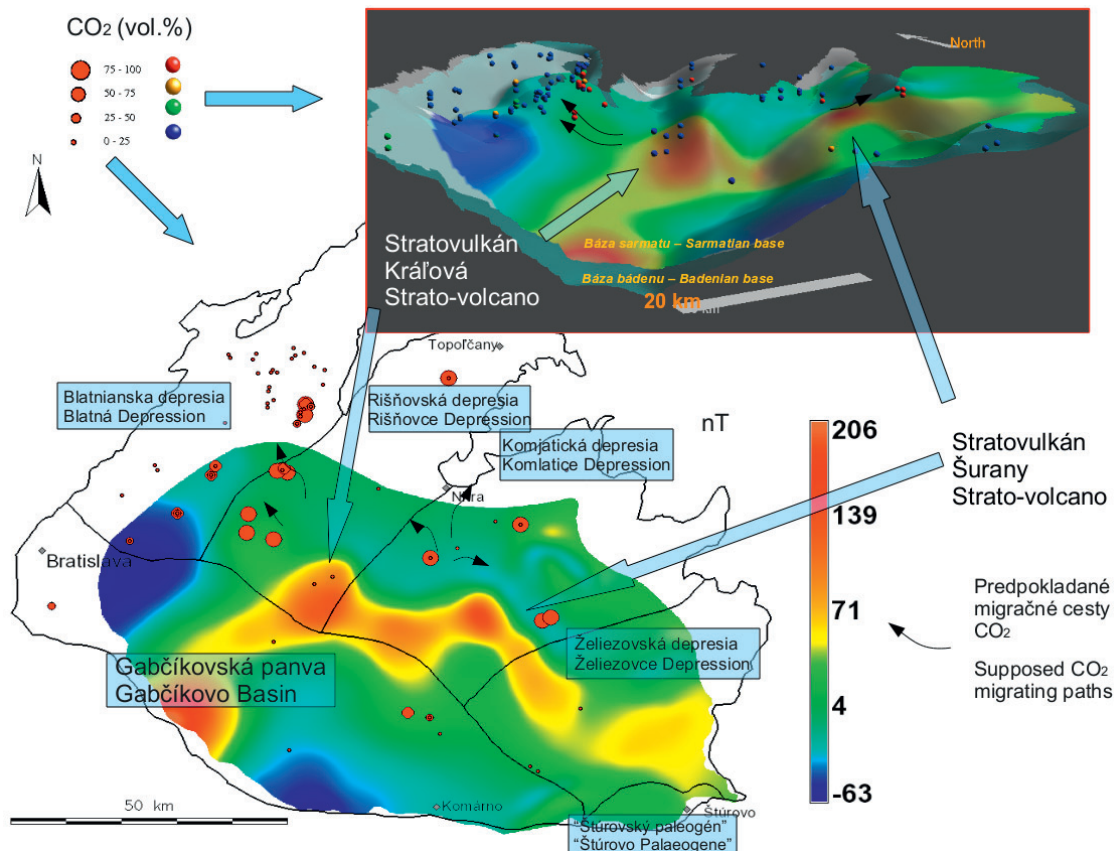 CO2 (vol.%)
75 - 100
50 - 75
25 - 50
0 - 25
N
North
Stratovulkán
Kráľová
Strato-volcano
Báza sarmatu – Sarmatian base
Báza bádenu – Badenian base
20 km
km
Topoľčany
Blatnianska depresia
Blatná Depression
Rišňovská depresia
Rišňovce Depression
Komjatická depresia
Komlatice Depression
nT
206
139
71
4
-63
Stratovulkán
Šurany
Strato-volcano
Bratislava
Predpokladané
migračné cesty
CO2
Supposed CO2
migrating paths
Želiezovská depresia
Želiezovce Depression
Gabčíkovská panva
Gabčíkovo Basin
50 km
Komárno
Štúrovo
"Štúrovský paleogén"
"Štúrovo Palaeogene"